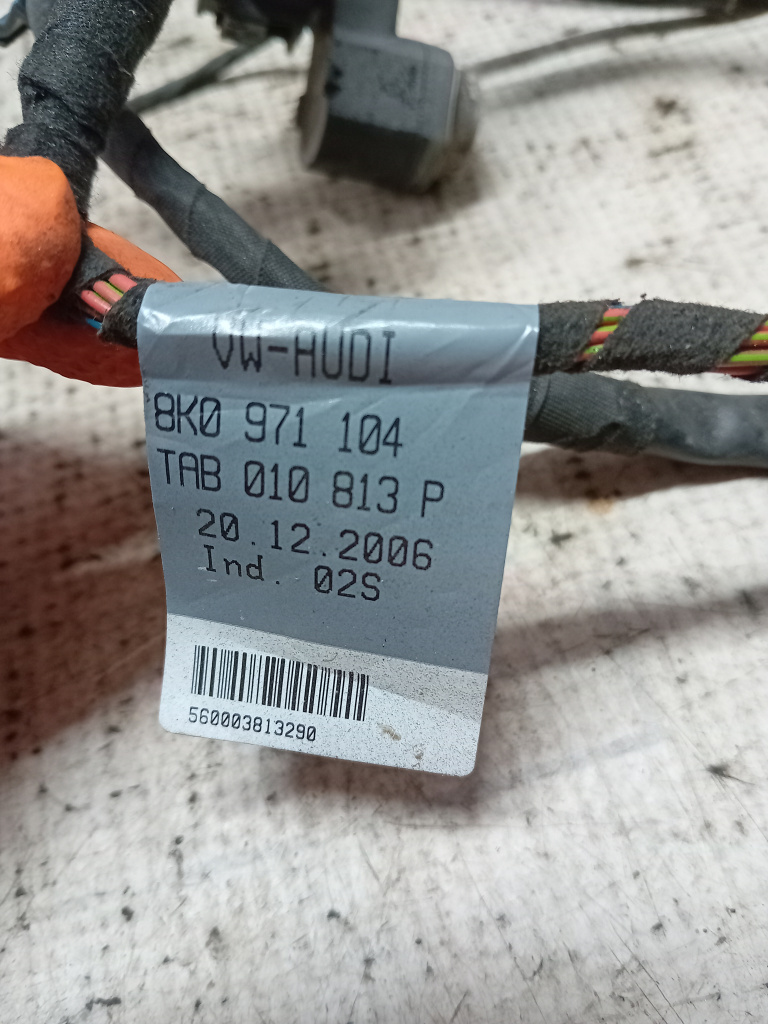 VW-AUDI
8K0 971 104
TAB 010 813 P
20.12.2006
Ind. 02S
560003813290